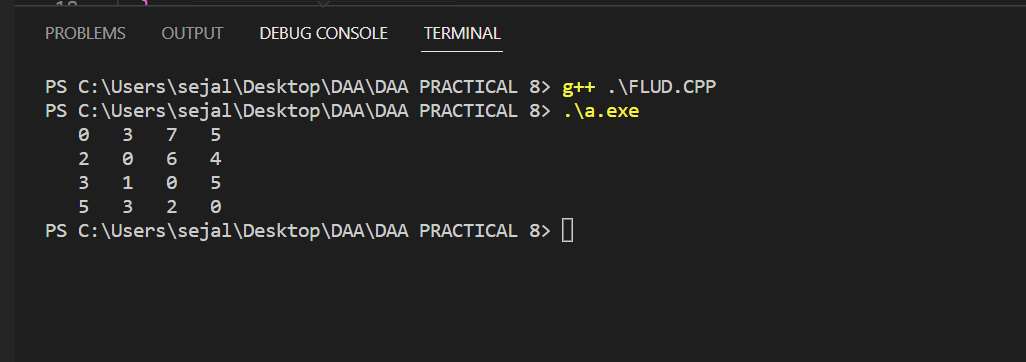 PROBLEMS OUTPUT DEBUG CONSOLE TERMINAL
PS C:\Users\sejal\Desktop\DAA\DAA PRACTICAL 8> g++ .\FLUD.CPP
PS C:\Users\sejal\Desktop\DAA\DAA PRACTICAL 8> .\a.exe
0 3 7 5
2 0 6 4
3 1 0 5
5 3 2 0
PS C:\Users\sejal\Desktop\DAA\DAA PRACTICAL 8>